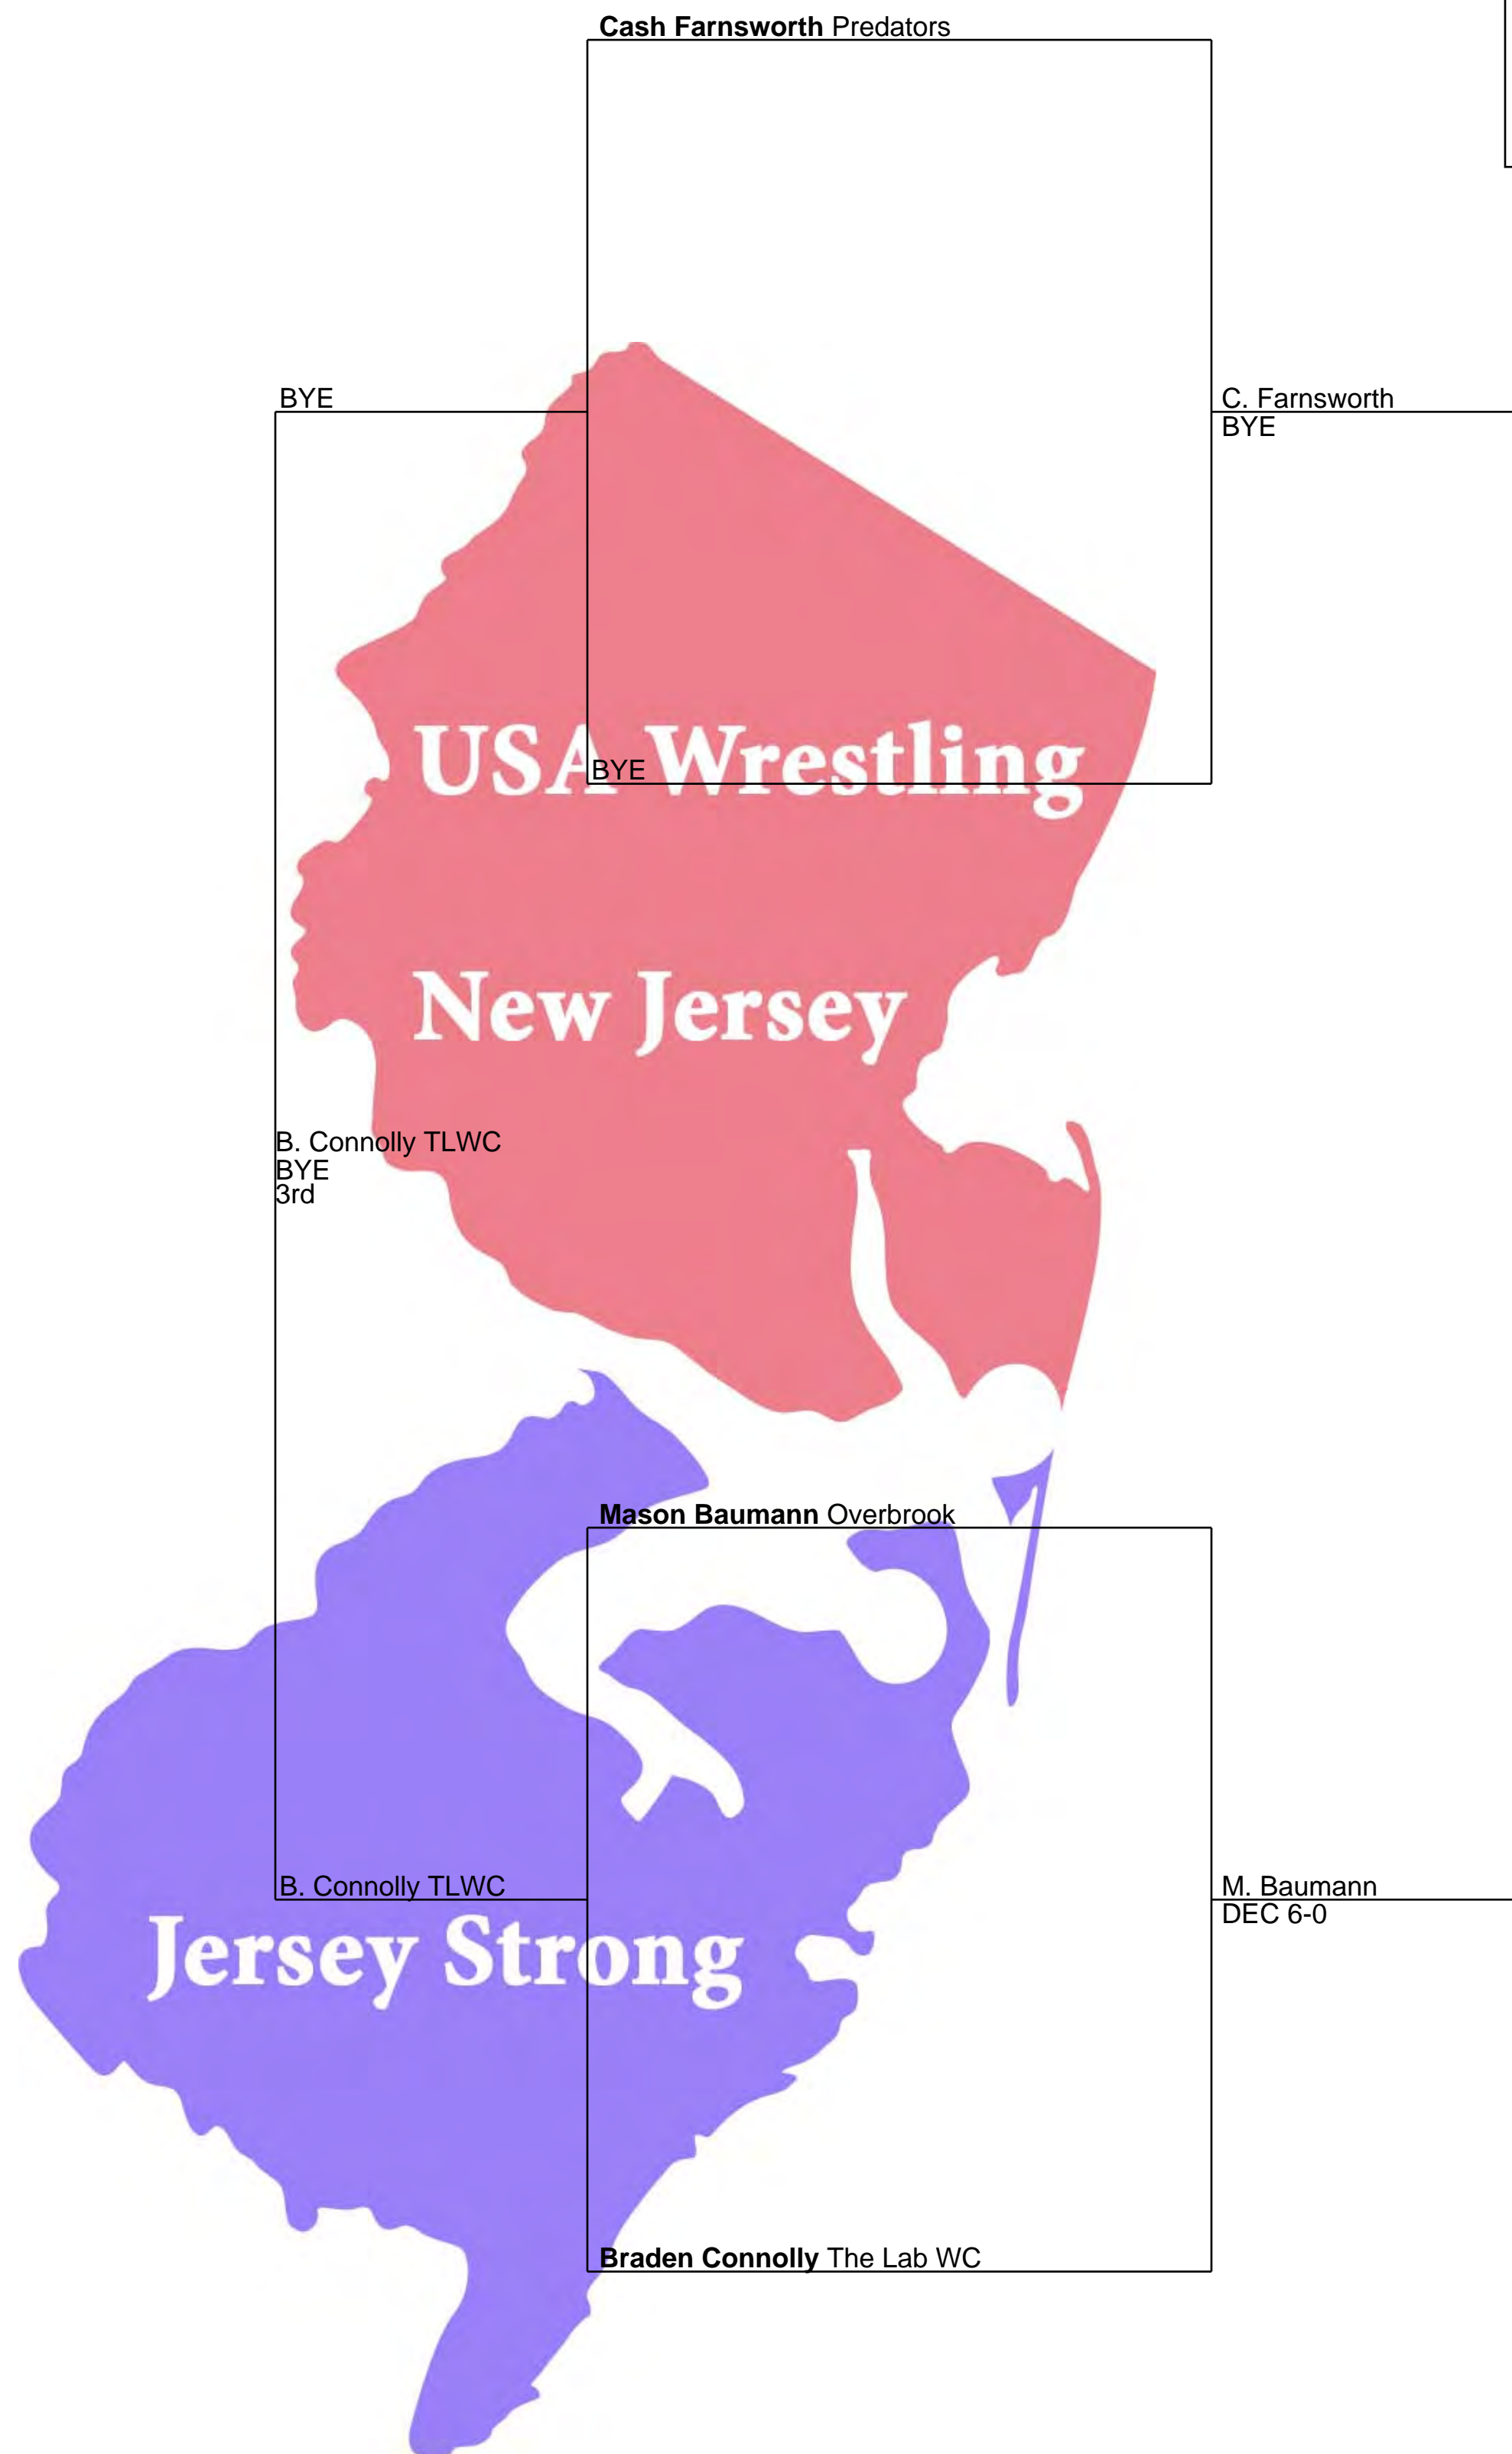 Cash Farnsworth Predators
BYE
C. Farnsworth
BYE
USA Wrestling
BYE
New Jersey
B. Connolly TLWC
BYE
3rd
Mason Baumann Overbrook
B. Connolly TLWC
M. Baumann
DEC 6-0
Jersey Strong
Braden Connolly The Lab WC